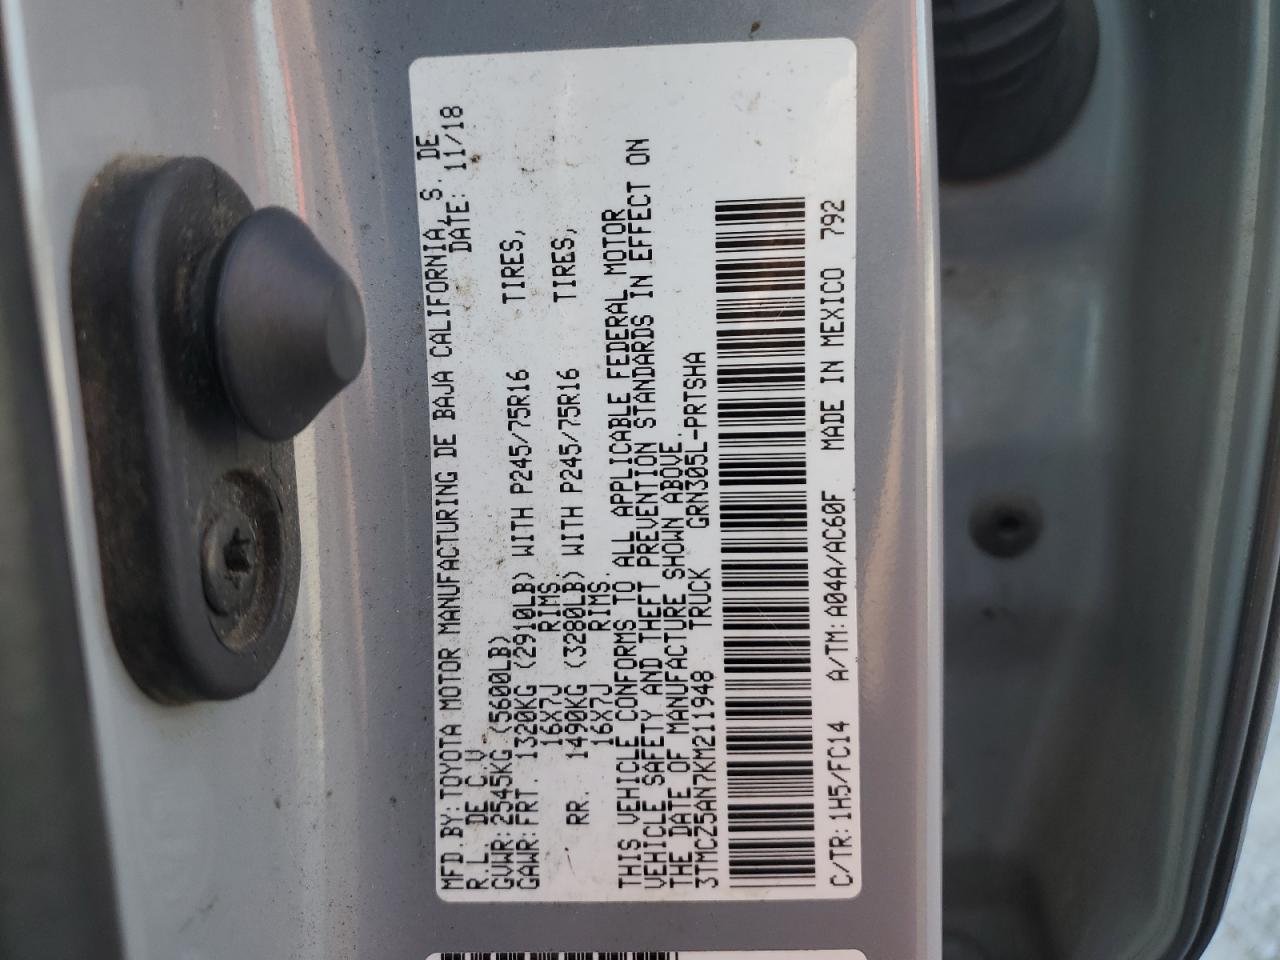 MFD.BY:TOYOTA MOTOR MANUFACTURING DE BAJA CALIFORNIA, S. DE
R.L. DE C.V DATE: 11/18
GVWR:2545KG (5600LB)
GAWR:FRT. 1320KG (2910LB) WITH P245/75R16 TIRES,
16X7J RIMS.
RR. 1490KG (3280LB) WITH P245/75R16 TIRES,
16X7J RIMS.
THIS VEHICLE CONFORMS TO ALL APPLICABLE FEDERAL MOTOR
VEHICLE SAFETY AND THEFT PREVENTION STANDARDS IN EFFECT ON
THE DATE OF MANUFACTURE SHOWN ABOVE.
3TMCZ5AN7KM211948 TRUCK GRN305L-PRTSHA
C/TR:1H5/FC14 A/TM:A04A/AC60F MADE IN MEXICO 792